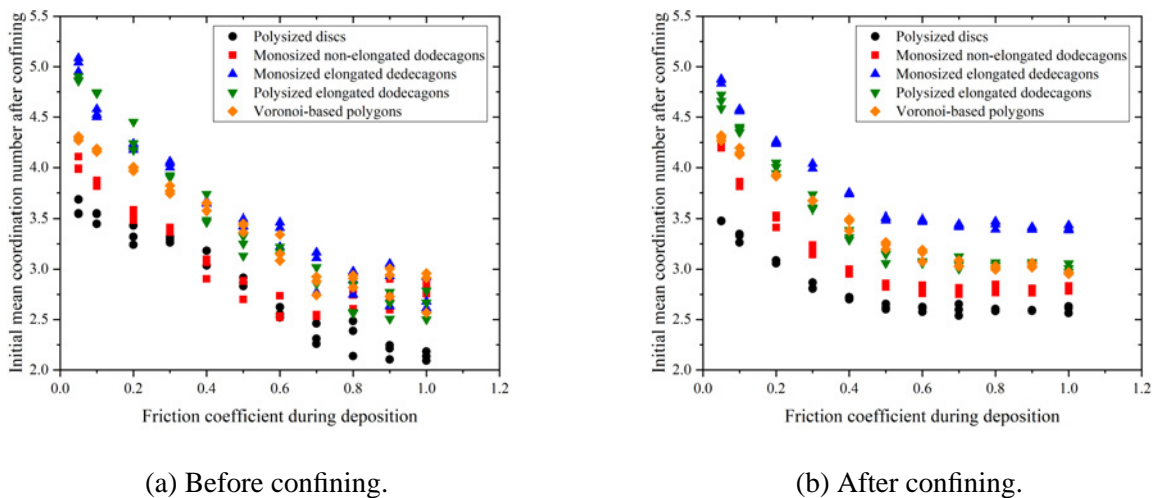 5.5
5.0
4.5
4.0
3.5
3.0
2.5
2.0
Initial mean coordination number after confining
Polysized discs
Monosized non-elongated dodecagons
Monosized elongated dedecagons
Polysized elongated dodecagons
Voronoi-based polygons
0.0 0.2 0.4 0.6 0.8 1.0 1.2
Friction coefficient during deposition
(a) Before confining.
5.5
5.0
4.5
4.0
3.5
3.0
2.5
2.0
Initial mean coordination number after confining
Polysized discs
Monosized non-elongated dodecagons
Monosized elongated dedecagons
Polysized elongated dodecagons
Voronoi-based polygons
0.0 0.2 0.4 0.6 0.8 1.0 1.2
Friction coefficient during deposition
(b) After confining.